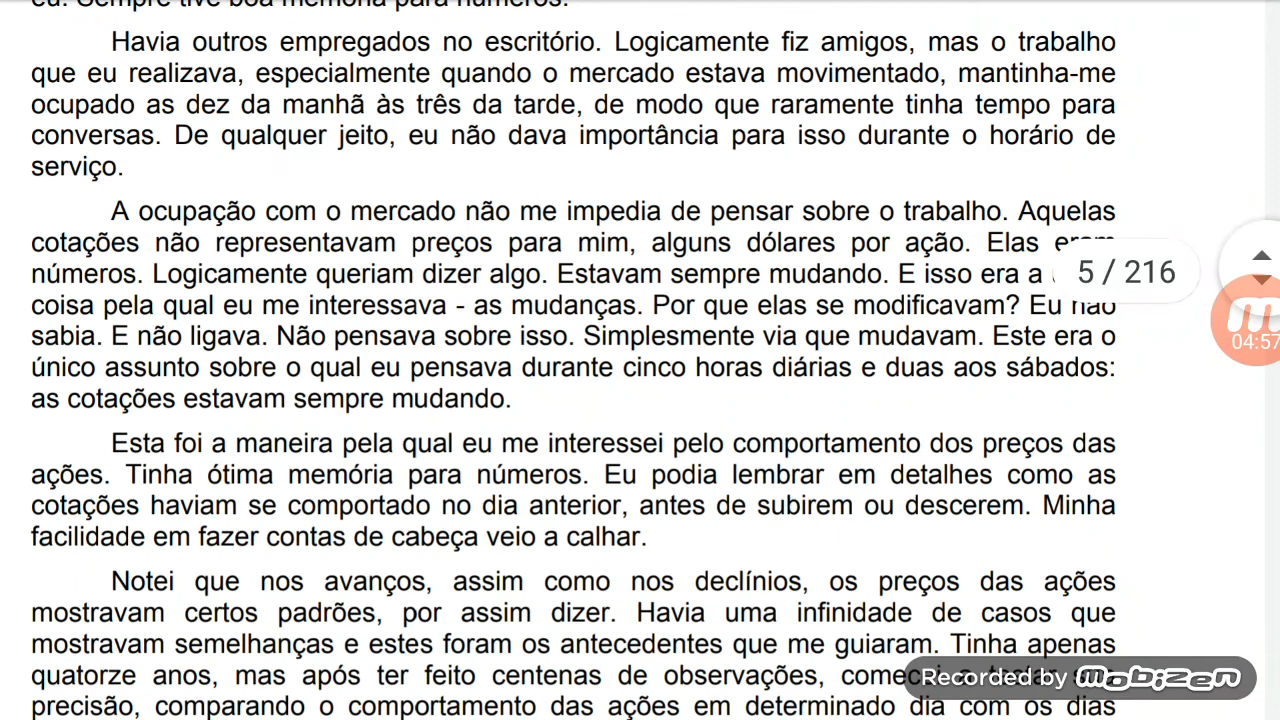 eu. Sempre tive boa memória para números.
Havia outros empregados no escritório. Logicamente fiz amigos, mas o trabalho
que eu realizava, especialmente quando o mercado estava movimentado, mantinha-me
ocupado as dez da manhã às três da tarde, de modo que raramente tinha tempo para
conversas. De qualquer jeito, eu não dava importância para isso durante o horário de
serviço.
A ocupação com o mercado não me impedia de pensar sobre o trabalho. Aquelas
cotações não representavam preços para mim, alguns dólares por ação. Elas eram
números. Logicamente queriam dizer algo. Estavam sempre mudando. E isso era a
5 / 216
coisa pela qual eu me interessava - as mudanças. Por que elas se modificavam? Eu não
04:57
sabia. E não ligava. Não pensava sobre isso. Simplesmente via que mudavam. Este era o
único assunto sobre o qual eu pensava durante cinco horas diárias e duas aos sábados:
as cotações estavam sempre mudando.
Esta foi a maneira pela qual eu me interessei pelo comportamento dos preços das
ações. Tinha ótima memória para números. Eu podia lembrar em detalhes como as
cotações haviam se comportado no dia anterior, antes de subirem ou descerem. Minha
facilidade em fazer contas de cabeça veio a calhar.
Notei que nos avanços, assim como nos declínios, os preços das ações
mostravam certos padrões, por assim dizer. Havia uma infinidade de casos que
mostravam semelhanças e estes foram os antecedentes que me guiaram. Tinha apenas
quatorze anos, mas após ter feito centenas de observações,
Recorded by Mobizen
precisão, comparando o comportamento das ações em determinado dia com os dias